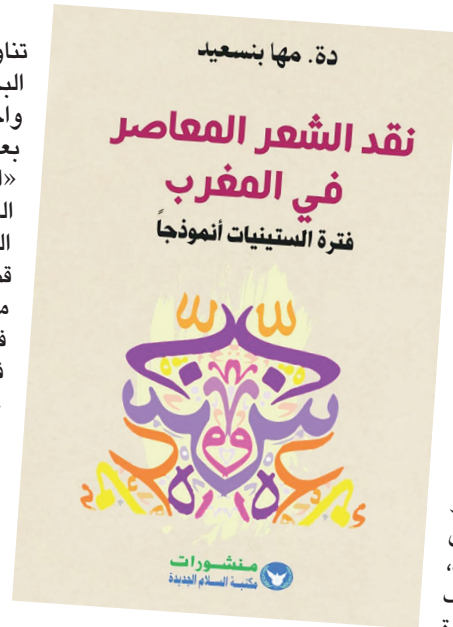 دة. مها بنسعيد
نقد الشعر المعاصر
في المغرب
فترة الستينيات أنموذجاً
منشورات
مكتبة السلام الجديدة